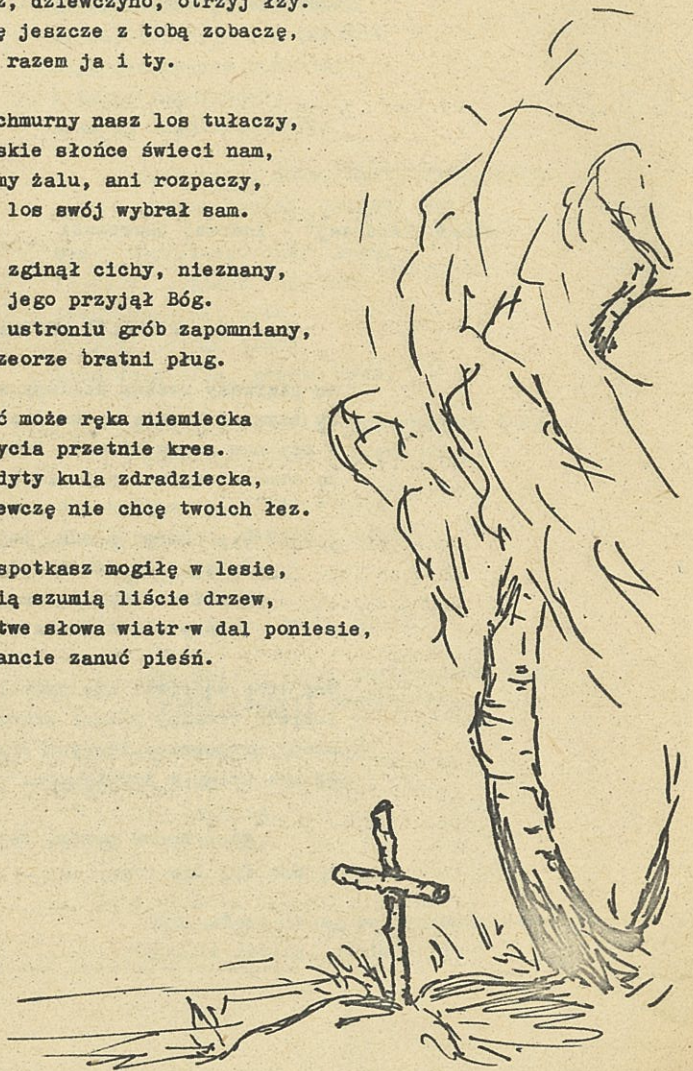 dziewczyno, otrzyj łzy.
jeszcze z tobą zobaczę,
razem ja i ty.

chmurny nasz los tułaczy,
skie słońce świeci nam,
my żalu, ani rozpaczy,
los swój wybrał sam.

zginął cichy, nieznany,
jego przyjął Bóg.
ustroniu grób zapomniany,
zeorze bratni pług.

ć może ręka niemiecka
ycia przetnie kres.
dyty kula zdradziecka,
ewczę nie chcę twoich łez.

spotkasz mogiłę w lesie,
ią szumią liście drzew,
twe słowa wiatr w dal poniesie,
ancie zanuć pieśń.